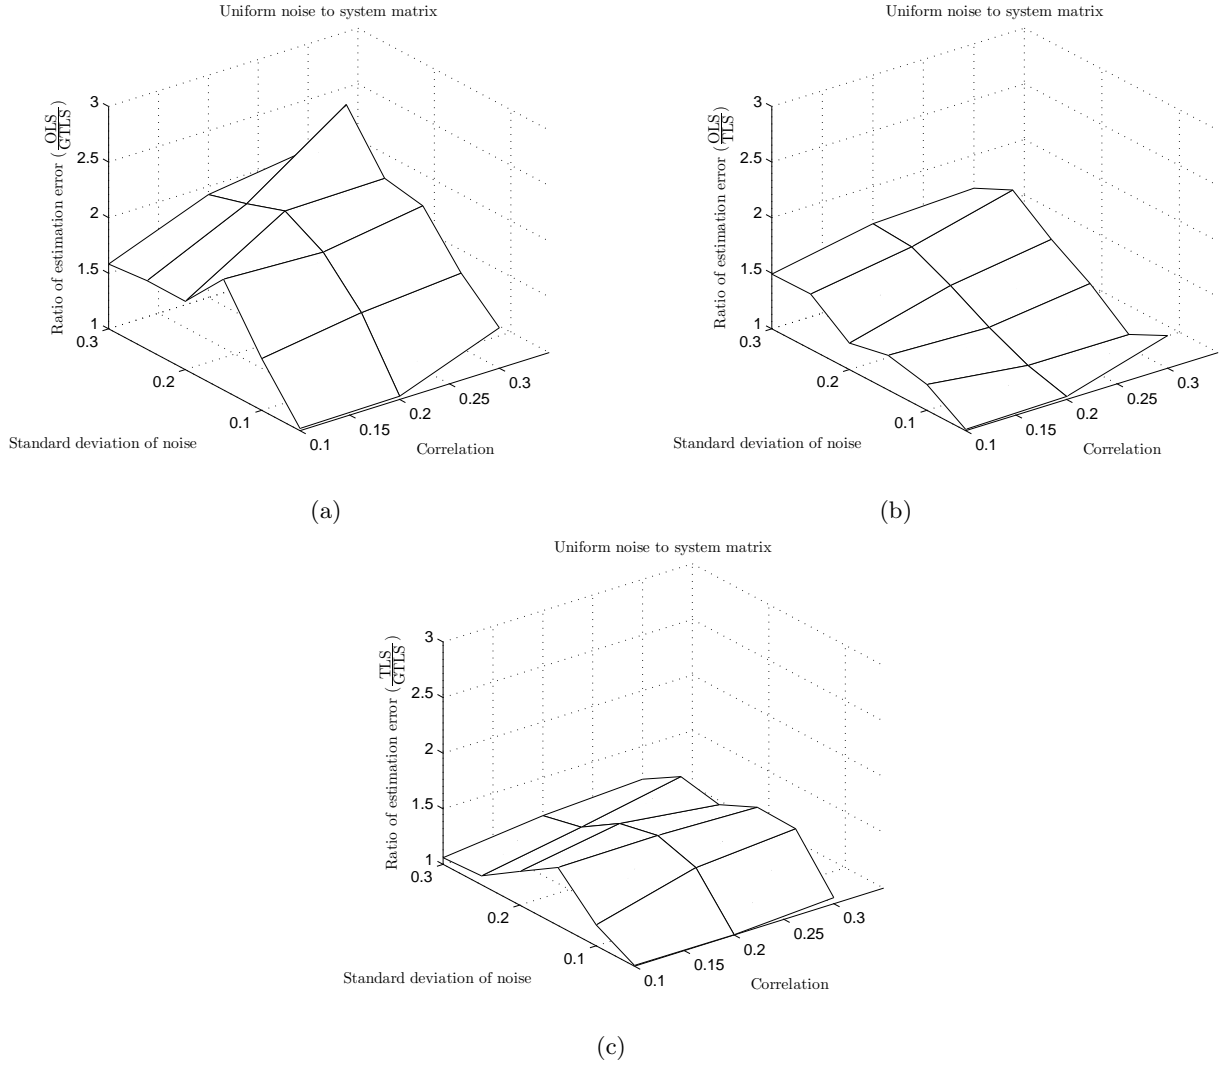 Uniform noise to system matrix
Ratio of estimation error (OLS/GTLS)
3
2.5
2
1.5
1
0.3
0.2
0.1
0.1
0.15
0.2
0.25
0.3
Standard deviation of noise
Correlation
(a)
Uniform noise to system matrix
Ratio of estimation error (OLS/TLS)
3
2.5
2
1.5
1
0.3
0.2
0.1
0.1
0.15
0.2
0.25
0.3
Standard deviation of noise
Correlation
(b)
Uniform noise to system matrix
Ratio of estimation error (TLS/GTLS)
3
2.5
2
1.5
1
0.3
0.2
0.1
0.1
0.15
0.2
0.25
0.3
Standard deviation of noise
Correlation
(c)